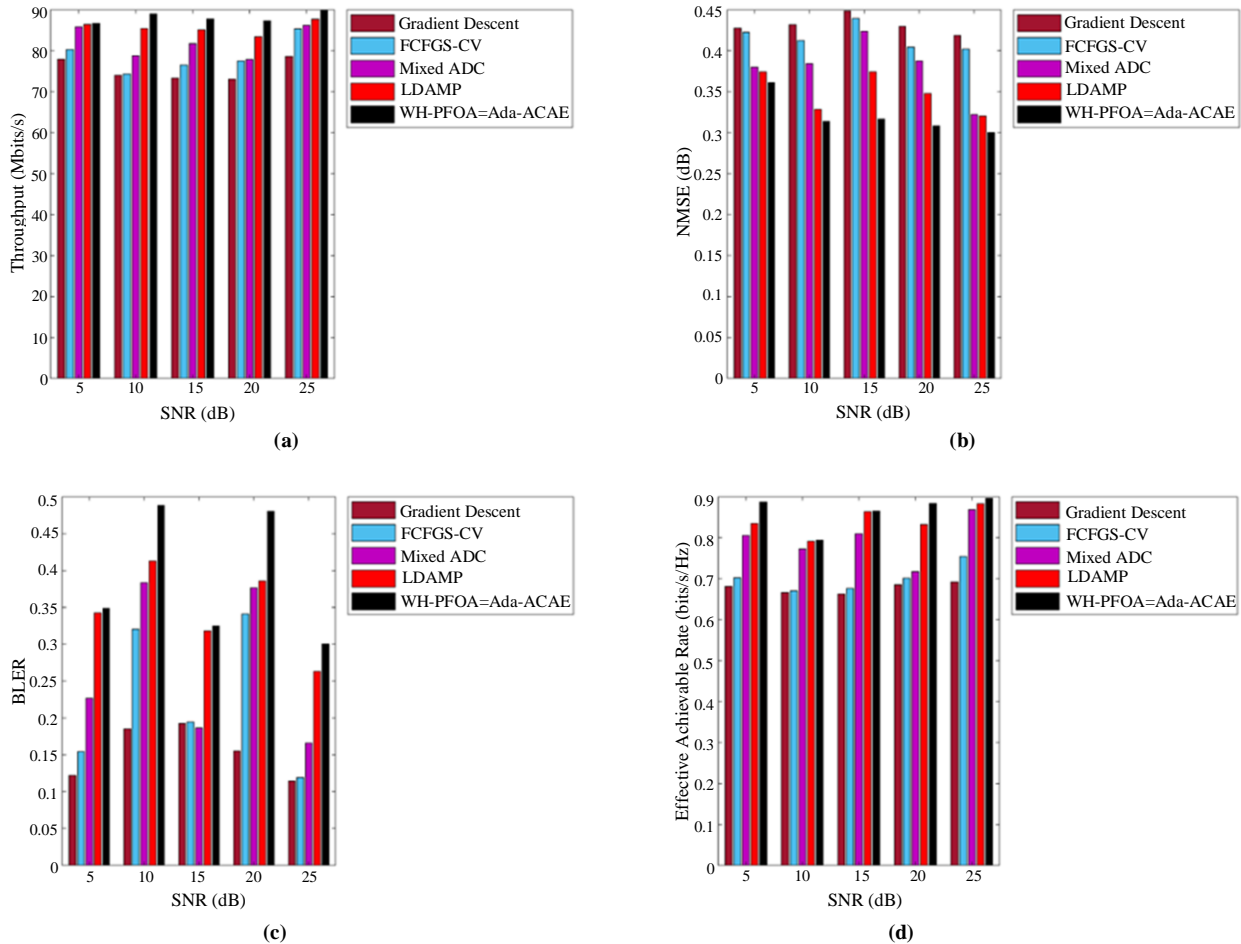 90
80
70
60
50
40
30
20
10
0
Throughput (Mbits/s)
5 10 15 20 25
SNR (dB)
Gradient Descent
FCFGS-CV
Mixed ADC
LDAMP
WH-PFOA=Ada-ACAE
(a)
0.45
0.4
0.35
0.3
0.25
0.2
0.15
0.1
0.05
0
NMSE (dB)
5 10 15 20 25
SNR (dB)
Gradient Descent
FCFGS-CV
Mixed ADC
LDAMP
WH-PFOA=Ada-ACAE
(b)
0.5
0.45
0.4
0.35
0.3
0.25
0.2
0.15
0.1
0.05
0
BLER
5 10 15 20 25
SNR (dB)
Gradient Descent
FCFGS-CV
Mixed ADC
LDAMP
WH-PFOA=Ada-ACAE
(c)
0.9
0.8
0.7
0.6
0.5
0.4
0.3
0.2
0.1
0
Effective Achievable Rate (bits/s/Hz)
5 10 15 20 25
SNR (dB)
Gradient Descent
FCFGS-CV
Mixed ADC
LDAMP
WH-PFOA=Ada-ACAE
(d)